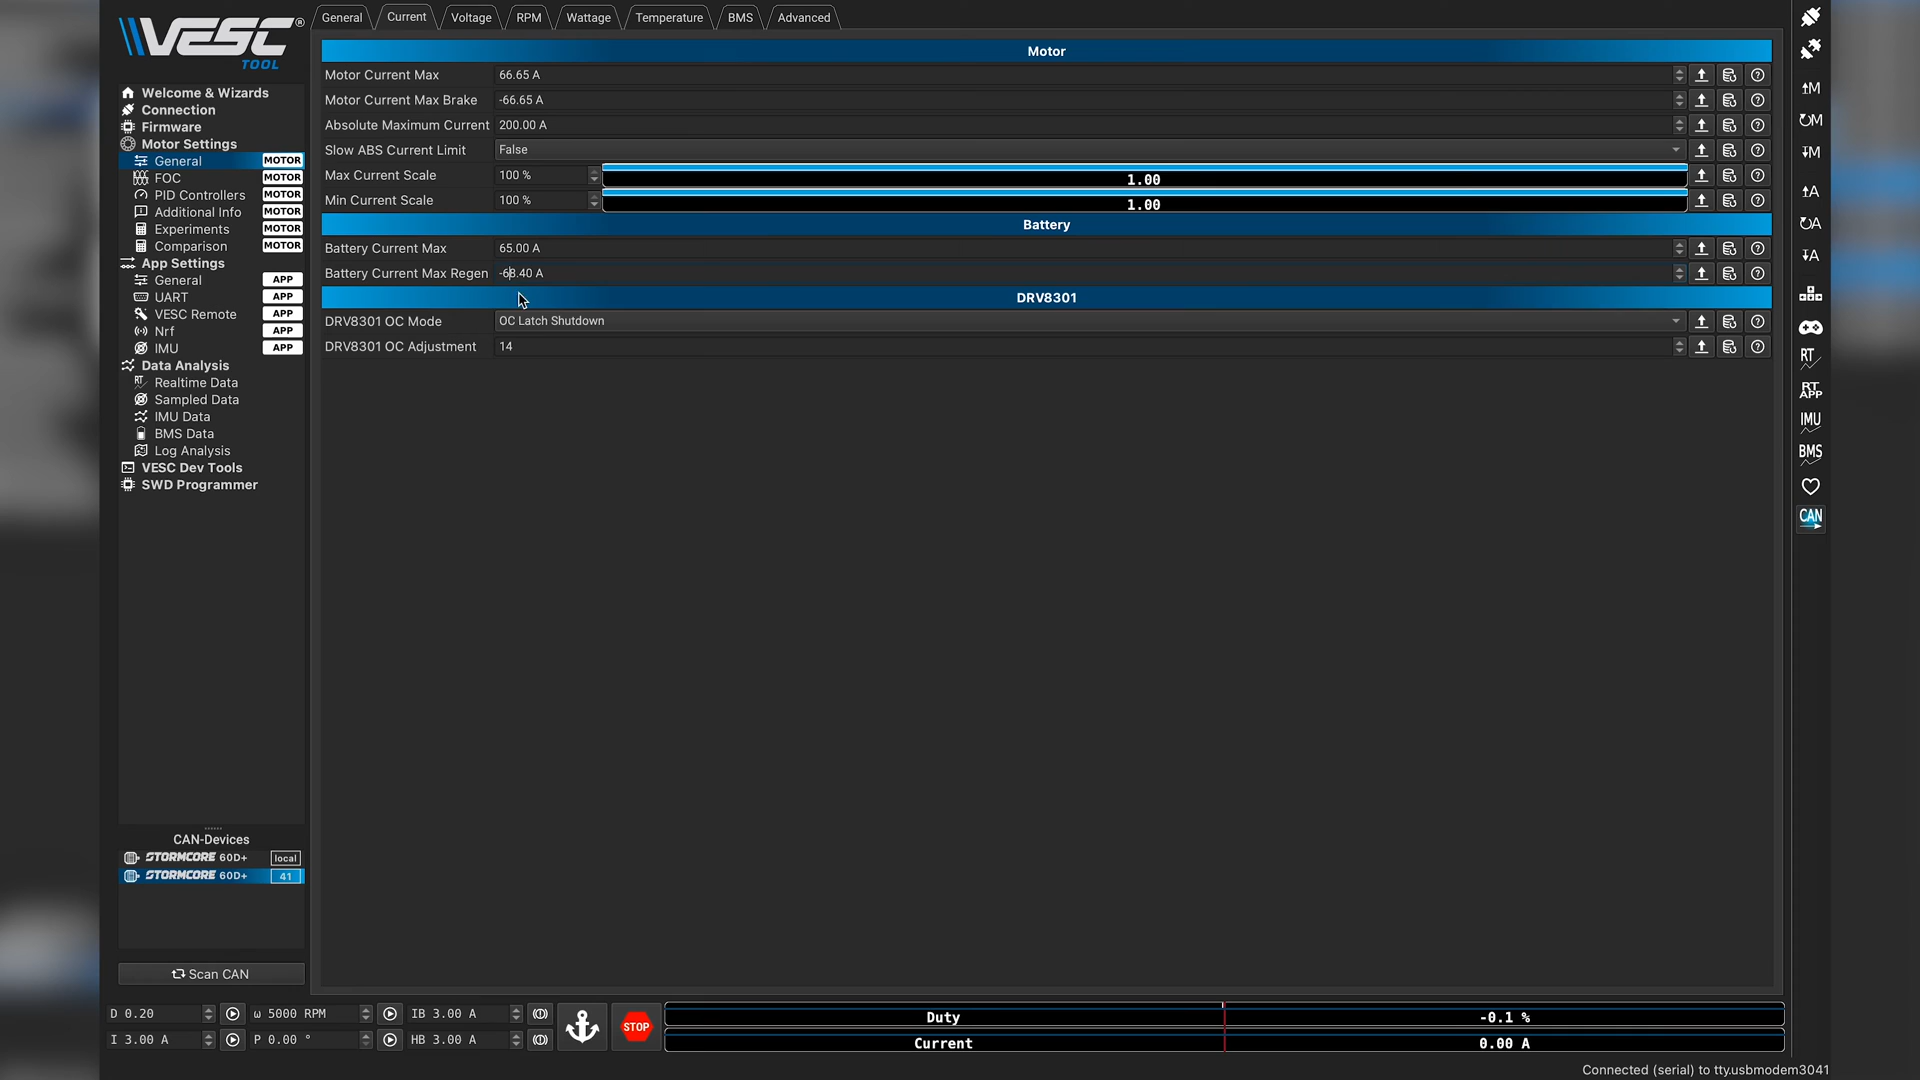 VESC®
TOOL
Welcome & Wizards
Connection
Firmware
Motor Settings
General MOTOR
FOC MOTOR
PID Controllers MOTOR
Additional Info MOTOR
Experiments MOTOR
Comparison MOTOR
App Settings
General APP
UART APP
VESC Remote APP
Nrf APP
IMU APP
Data Analysis
RT Realtime Data
Sampled Data
IMU Data
BMS Data
Log Analysis
VESC Dev Tools
SWD Programmer
CAN-Devices
STORMCORE 60D+ local
STORMCORE 60D+ 41
Scan CAN
General Current Voltage RPM Wattage Temperature BMS Advanced
Motor
Motor Current Max 66.65 A
Motor Current Max Brake -66.65 A
Absolute Maximum Current 200.00 A
Slow ABS Current Limit False
Max Current Scale 100 % 1.00
Min Current Scale 100 % 1.00
Battery
Battery Current Max 65.00 A
Battery Current Max Regen -68.40 A
DRV8301
DRV8301 OC Mode OC Latch Shutdown
DRV8301 OC Adjustment 14
↑M
↻M
↓M
↑A
↻A
↓A
RT
RT
APP
IMU
BMS
CAN
D 0.20 ω 5000 RPM IB 3.00 A
I 3.00 A P 0.00 ° HB 3.00 A
STOP
Duty -0.1 %
Current 0.00 A
Connected (serial) to tty.usbmodem3041